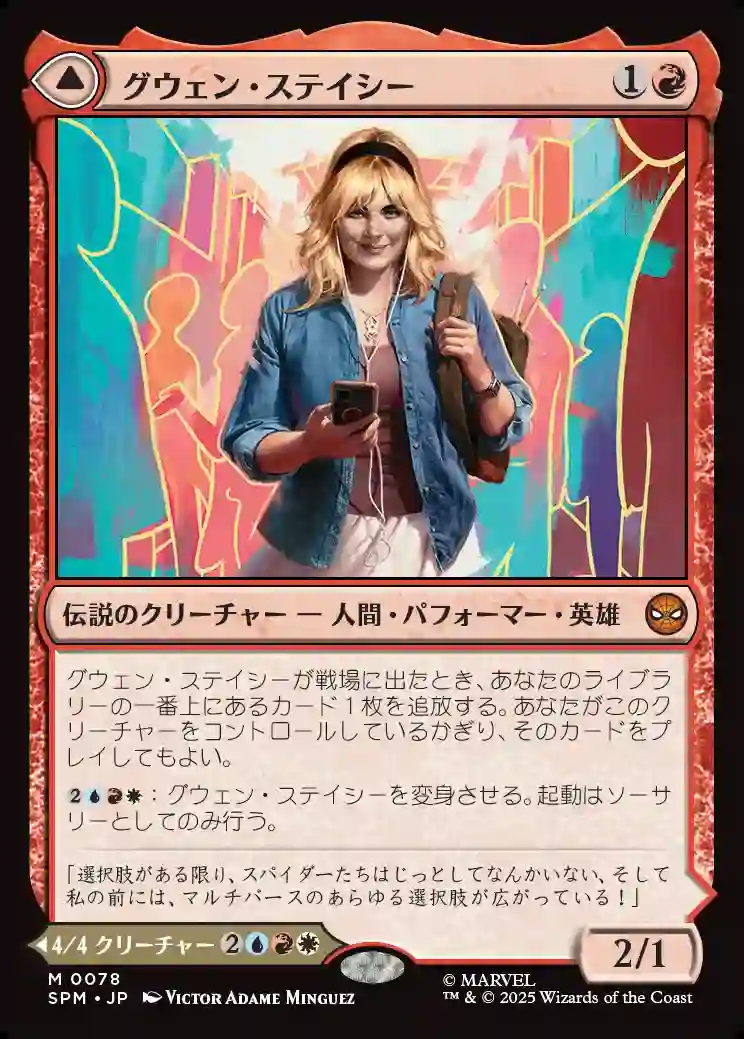 グウェン・ステイシー
1
伝説のクリーチャー ― 人間・パフォーマー・英雄
グウェン・ステイシーが戦場に出たとき、あなたのライブラ
リーの一番上にあるカード１枚を追放する。あなたがこのク
リーチャーをコントロールしているかぎり、そのカードをプ
レイしてもよい。
2：グウェン・ステイシーを変身させる。起動はソーサ
リーとしてのみ行う。
「選択肢がある限り、スパイダーたちはじっとしてなんかいない、そして
私の前には、マルチバースのあらゆる選択肢が広がっている！」
4/4 クリーチャー 2
2/1
M 0078
SPM • JP VICTOR ADAME MINGUEZ
© MARVEL
™ & © 2025 Wizards of the Coast